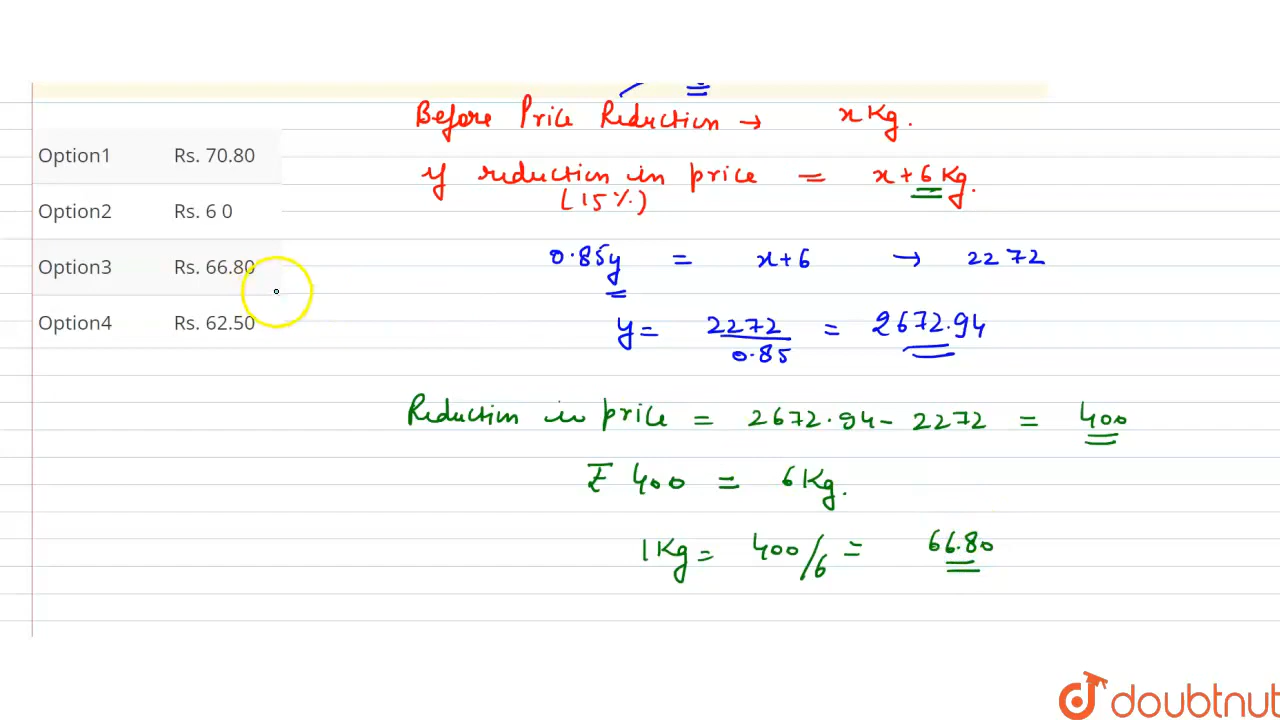 Before Price Reduction → x Kg.
Option1 Rs. 70.80
if reduction in price = x + 6 Kg.
(15%)
Option2 Rs. 6 0
0.85y = x+6 → 2272
Option3 Rs. 66.80
Option4 Rs. 62.50
y = 2272/0.85 = 2672.94
Reduction in price = 2672.94 - 2272 = 400
₹ 400 = 6 Kg.
1 Kg = 400/6 = 66.80
doubtnut